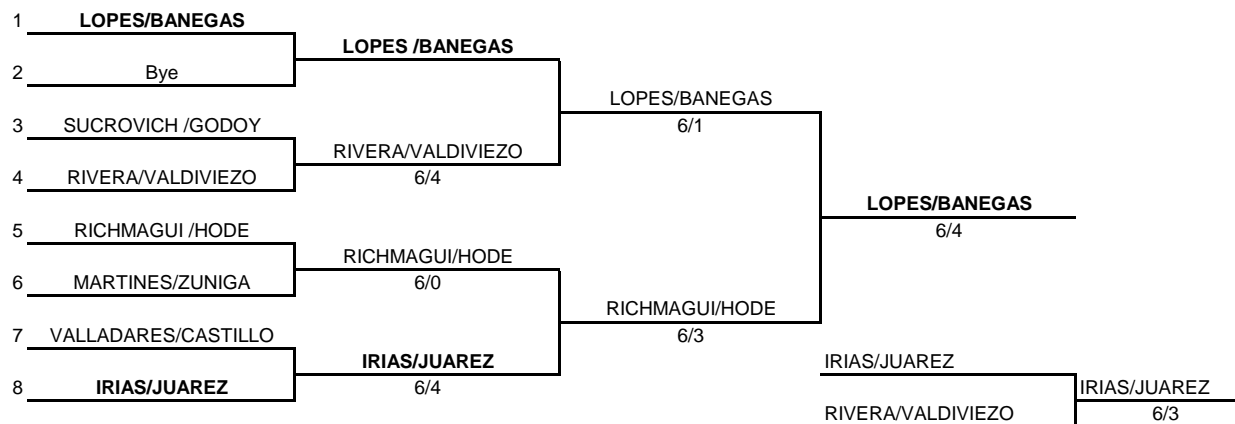 1 LOPES/BANEGAS
LOPES /BANEGAS
2 Bye
LOPES/BANEGAS
6/1
3 SUCROVICH /GODOY
RIVERA/VALDIVIEZO
6/4
4 RIVERA/VALDIVIEZO
LOPES/BANEGAS
6/4
5 RICHMAGUI /HODE
RICHMAGUI/HODE
6/0
6 MARTINES/ZUNIGA
RICHMAGUI/HODE
6/3
7 VALLADARES/CASTILLO
IRIAS/JUAREZ
6/4
8 IRIAS/JUAREZ
IRIAS/JUAREZ
IRIAS/JUAREZ
6/3
RIVERA/VALDIVIEZO